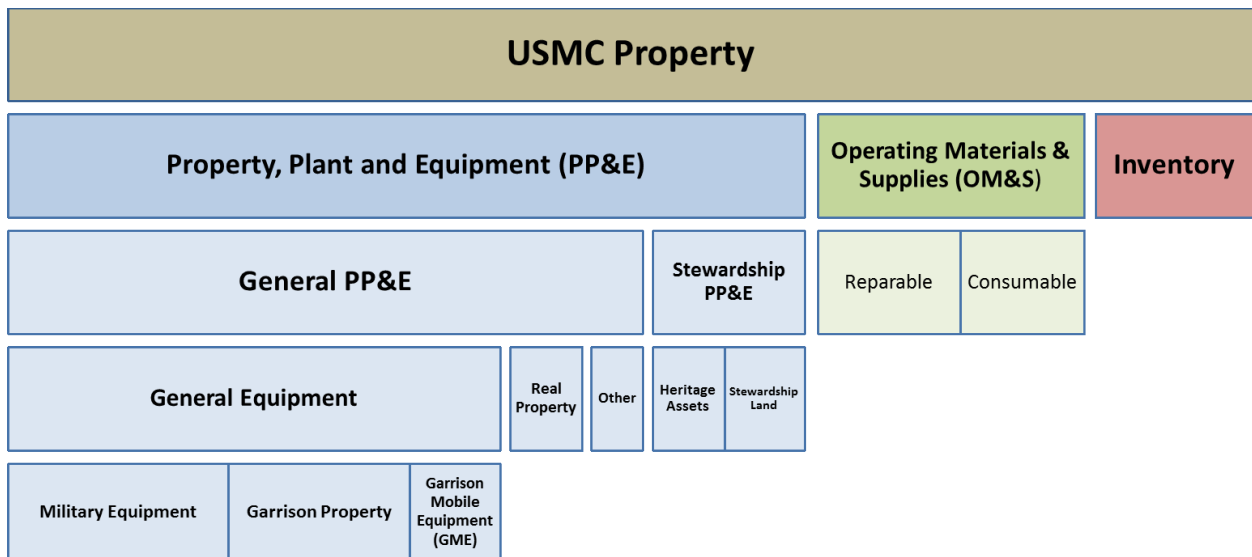 USMC Property
Property, Plant and Equipment (PP&E)
Operating Materials &
Supplies (OM&S)
Inventory
General PP&E
Stewardship
PP&E
Reparable
Consumable
General Equipment
Real
Property
Other
Heritage
Assets
Stewardship
Land
Military Equipment
Garrison Property
Garrison
Mobile
Equipment
(GME)